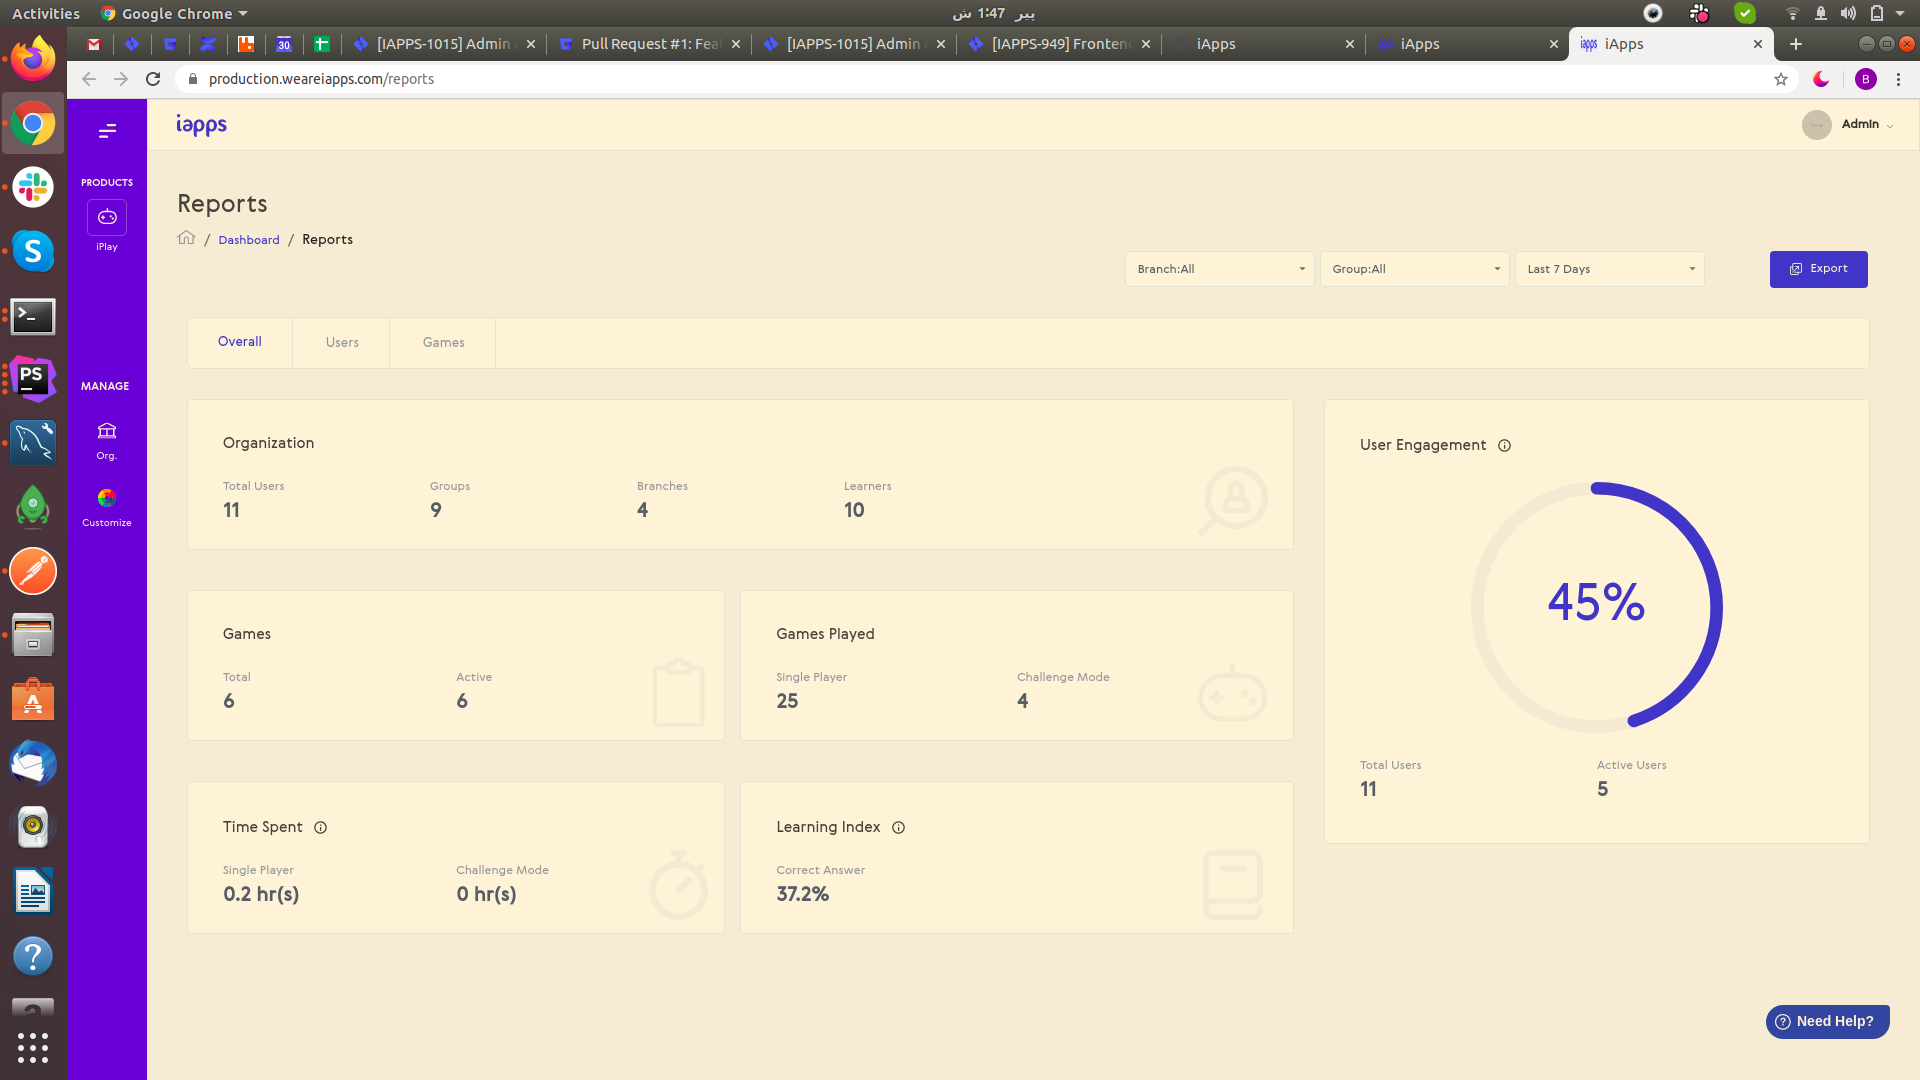 Activities
Google Chrome
پیر 1:47 ش
30
[IAPPS-1015] Admin
Pull Request #1: Fea
[IAPPS-1015] Admin
[IAPPS-949] Frontend
iApps
iApps
iApps
production.weareiapps.com/reports
B
iapps
Admin
PRODUCTS
iPlay
MANAGE
Org.
Customize
Reports
/ Dashboard / Reports
Branch:All
Group:All
Last 7 Days
Export
Overall
Users
Games
Organization
Total Users
Groups
Branches
Learners
11
9
4
10
User Engagement
45%
Total Users
Active Users
11
5
Games
Total
Active
6
6
Games Played
Single Player
Challenge Mode
25
4
Time Spent
Single Player
Challenge Mode
0.2 hr(s)
0 hr(s)
Learning Index
Correct Answer
37.2%
Need Help?
S
PS